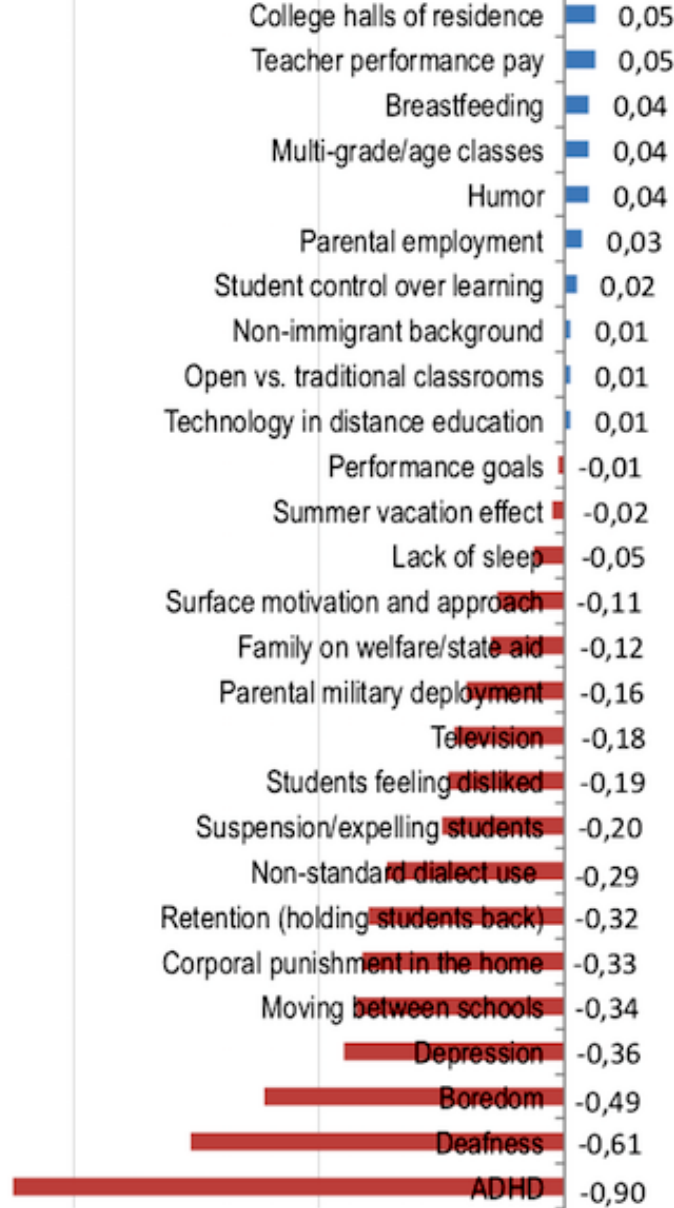 College halls of residence 0,05
Teacher performance pay 0,05
Breastfeeding 0,04
Multi-grade/age classes 0,04
Humor 0,04
Parental employment 0,03
Student control over learning 0,02
Non-immigrant background 0,01
Open vs. traditional classrooms 0,01
Technology in distance education 0,01
Performance goals -0,01
Summer vacation effect -0,02
Lack of sleep -0,05
Surface motivation and approach -0,11
Family on welfare/state aid -0,12
Parental military deployment -0,16
Television -0,18
Students feeling disliked -0,19
Suspension/expelling students -0,20
Non-standard dialect use -0,29
Retention (holding students back) -0,32
Corporal punishment in the home -0,33
Moving between schools -0,34
Depression -0,36
Boredom -0,49
Deafness -0,61
ADHD -0,90